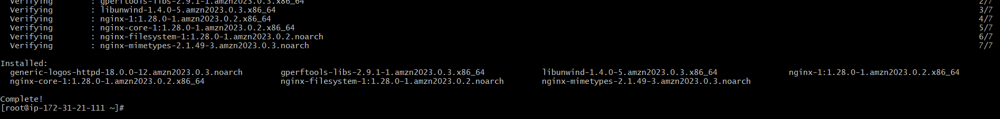 Verifying : gperftools-libs-2.9.1-1.amzn2023.0.3.x86_64 2/7
Verifying : libunwind-1.4.0-5.amzn2023.0.3.x86_64 3/7
Verifying : nginx-1:1.28.0-1.amzn2023.0.2.x86_64 4/7
Verifying : nginx-core-1:1.28.0-1.amzn2023.0.2.x86_64 5/7
Verifying : nginx-filesystem-1:1.28.0-1.amzn2023.0.2.noarch 6/7
Verifying : nginx-mimetypes-2.1.49-3.amzn2023.0.3.noarch 7/7
Installed:
generic-logos-httpd-18.0.0-12.amzn2023.0.3.noarch gperftools-libs-2.9.1-1.amzn2023.0.3.x86_64 libunwind-1.4.0-5.amzn2023.0.3.x86_64 nginx-1:1.28.0-1.amzn2023.0.2.x86_64
nginx-core-1:1.28.0-1.amzn2023.0.2.x86_64 nginx-filesystem-1:1.28.0-1.amzn2023.0.2.noarch nginx-mimetypes-2.1.49-3.amzn2023.0.3.noarch
Complete!
[root@ip-172-31-21-111 ~]#